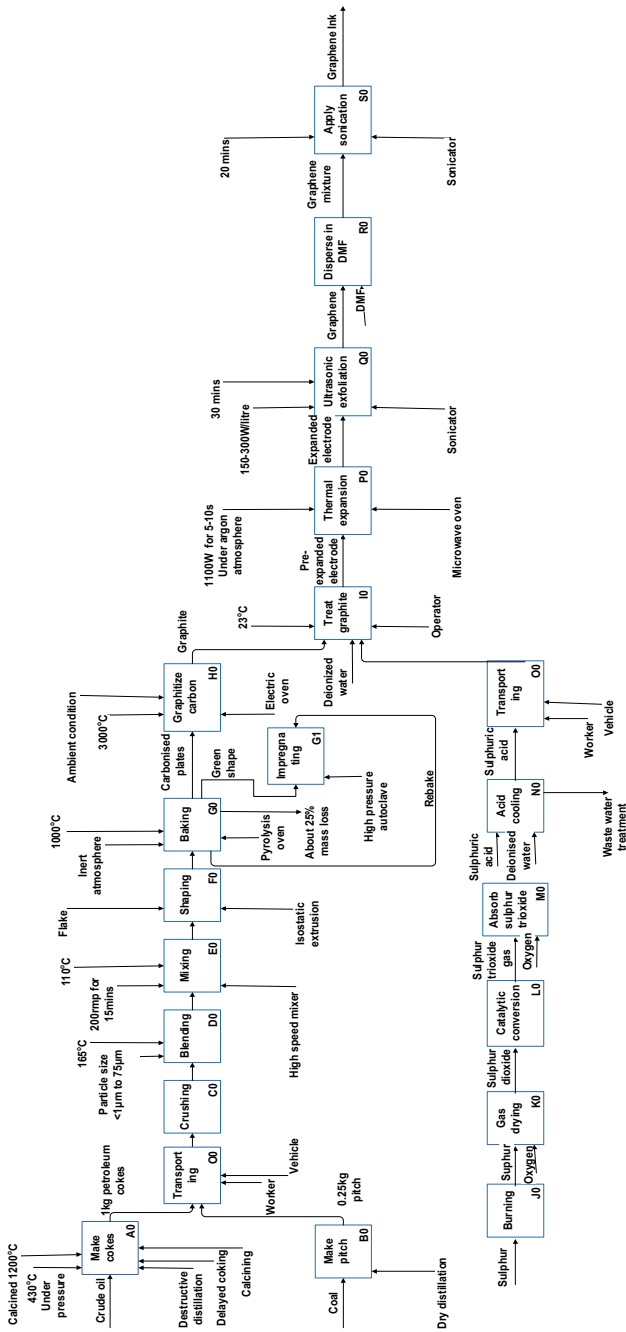 Calcined 1200°C
430°C
Under
pressure
Crude oil
Make
cokes
A0
Destructive
distillation
Delayed coking
Calcining
1kg petroleum
cokes
Coal
Make
pitch
B0
Dry distillation
0.25kg
pitch
Transport
ing
O0
Worker
Vehicle
Crushing
C0
165°C
Particle size
<1µm to 75µm
Blending
D0
110°C
200rmp for
15mins
Mixing
E0
High speed mixer
Flake
Shaping
F0
Isostatic
extrusion
1000°C
Inert
atmosphere
Baking
G0
Pyrolysis
oven
About 25%
mass loss
Carbonised
plates
Green
shape
Impregna
ting
G1
High pressure
autoclave
Rebake
Ambient condition
3000°C
Graphitize
carbon
H0
Electric
oven
Graphite
Sulphur
Burning
J0
Suphur
Oxygen
Gas
drying
K0
Sulphur
dioxide
Catalytic
conversion
L0
Sulphur
trioxide
gas
Oxygen
Absorb
sulphur
trioxide
M0
Sulphuric
acid
Deionised
water
Acid
cooling
N0
Waste water
treatment
Sulphuric
acid
Transport
ing
O0
Worker
Vehicle
23°C
Deionized
water
Treat
graphite
I0
Operator
Pre-
expanded
electrode
1100W for 5-10s
Under argon
atmosphere
Thermal
expansion
P0
Microwave oven
Expanded
electrode
150-300W/litre
30 mins
Ultrasonic
exfoliation
Q0
Sonicator
Graphene
DMF
Disperse in
DMF
R0
Graphene
mixture
20 mins
Apply
sonication
S0
Sonicator
Graphene Ink